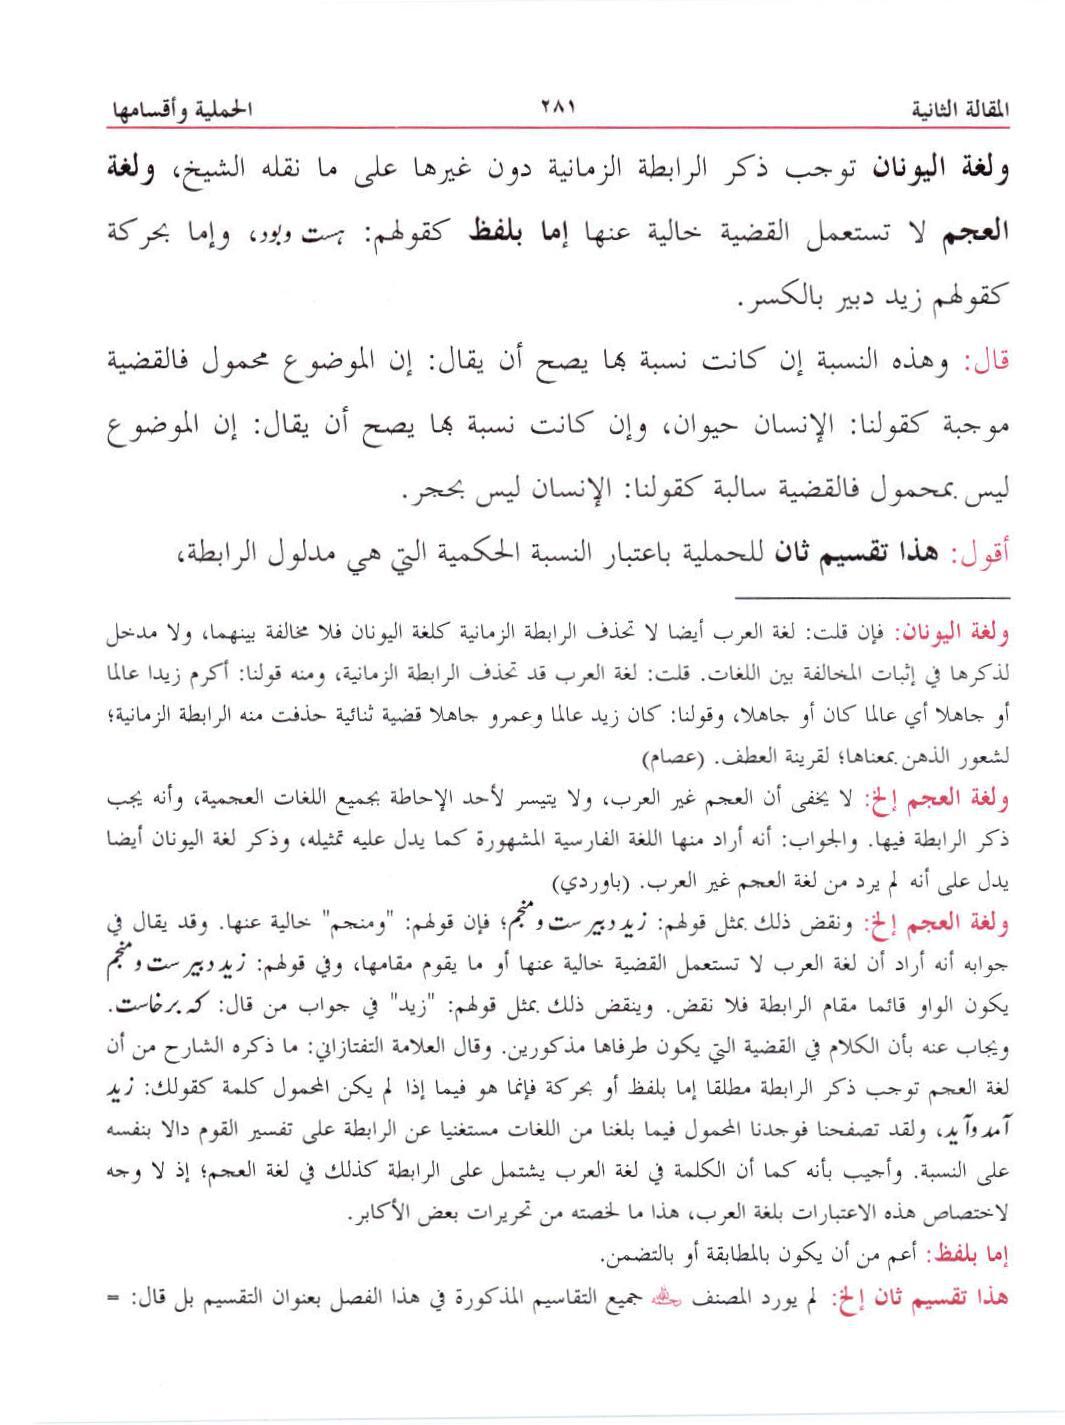 المقالة الثانية ٢٨١ الحملية وأقسامها
ولغة اليونان توجب ذكر الرابطة الزمانية دون غيرها على ما نقله الشيخ، ولغة
العجم لا تستعمل القضية خالية عنها إما بلفظ كقولهم: هست وبود، وإما بحركة
كقولهم زيد دبير بالكسر.
قال: وهذه النسبة إن كانت نسبة بها يصح أن يقال: إن الموضوع محمول فالقضية
موجبة كقولنا: الإنسان حيوان، وإن كانت نسبة بها يصح أن يقال: إن الموضوع
ليس بمحمول فالقضية سالبة كقولنا: الإنسان ليس بحجر.
أقول: هذا تقسيم ثان للحملية باعتبار النسبة الحكمية التي هي مدلول الرابطة،
ولغة اليونان: فإن قلت: لغة العرب أيضا لا تحذف الرابطة الزمانية كلغة اليونان فلا مخالفة بينهما، ولا مدخل
لذكرها في إثبات المخالفة بين اللغات. قلت: لغة العرب قد تحذف الرابطة الزمانية، ومنه قولنا: أكرم زيدا عالما
أو جاهلا أي عالما كان أو جاهلا، وقولنا: كان زيد عالما وعمرو جاهلا قضية ثنائية حذفت منه الرابطة الزمانية؛
لشعور الذهن بمعناها؛ لقرينة العطف. (عصام)
ولغة العجم إلخ: لا يخفى أن العجم غير العرب، ولا يتيسر لأحد الإحاطة بجميع اللغات العجمية، وأنه يجب
ذكر الرابطة فيها. والجواب: أنه أراد منها اللغة الفارسية المشهورة كما يدل عليه تمثيله، وذكر لغة اليونان أيضا
يدل على أنه لم يرد من لغة العجم غير العرب. (باوردي)
ولغة العجم إلخ: ونقض ذلك بمثل قولهم: زيد دبير ست و منجم؛ فإن قولهم: "ومنجم" خالية عنها. وقد يقال في
جوابه أنه أراد أن لغة العرب لا تستعمل القضية خالية عنها أو ما يقوم مقامها، وفي قولهم: زيد دبير ست و منجم
يكون الواو قائما مقام الرابطة فلا نقض. وينقض ذلك بمثل قولهم: "زيد" في جواب من قال: كہ برخاست.
ويجاب عنه بأن الكلام في القضية التي يكون طرفاها مذكورين. وقال العلامة التفتازاني: ما ذكره الشارح من أن
لغة العجم توجب ذكر الرابطة مطلقا إما بلفظ أو بحركة فإنما هو فيما إذا لم يكن المحمول كلمة كقولك: زید
آمد وآید، ولقد تصفحنا فوجدنا المحمول فيما بلغنا من اللغات مستغنيا عن الرابطة على تفسير القوم دالا بنفسه
على النسبة. وأجيب بأنه كما أن الكلمة في لغة العرب يشتمل على الرابطة كذلك في لغة العجم؛ إذ لا وجه
لاختصاص هذه الاعتبارات بلغة العرب، هذا ما لخصته من تحريرات بعض الأكابر.
إما بلفظ: أعم من أن يكون بالمطابقة أو بالتضمن.
هذا تقسيم ثان إلخ: لم يورد المصنف جميع التقاسيم المذكورة في هذا الفصل بعنوان التقسيم بل قال: =